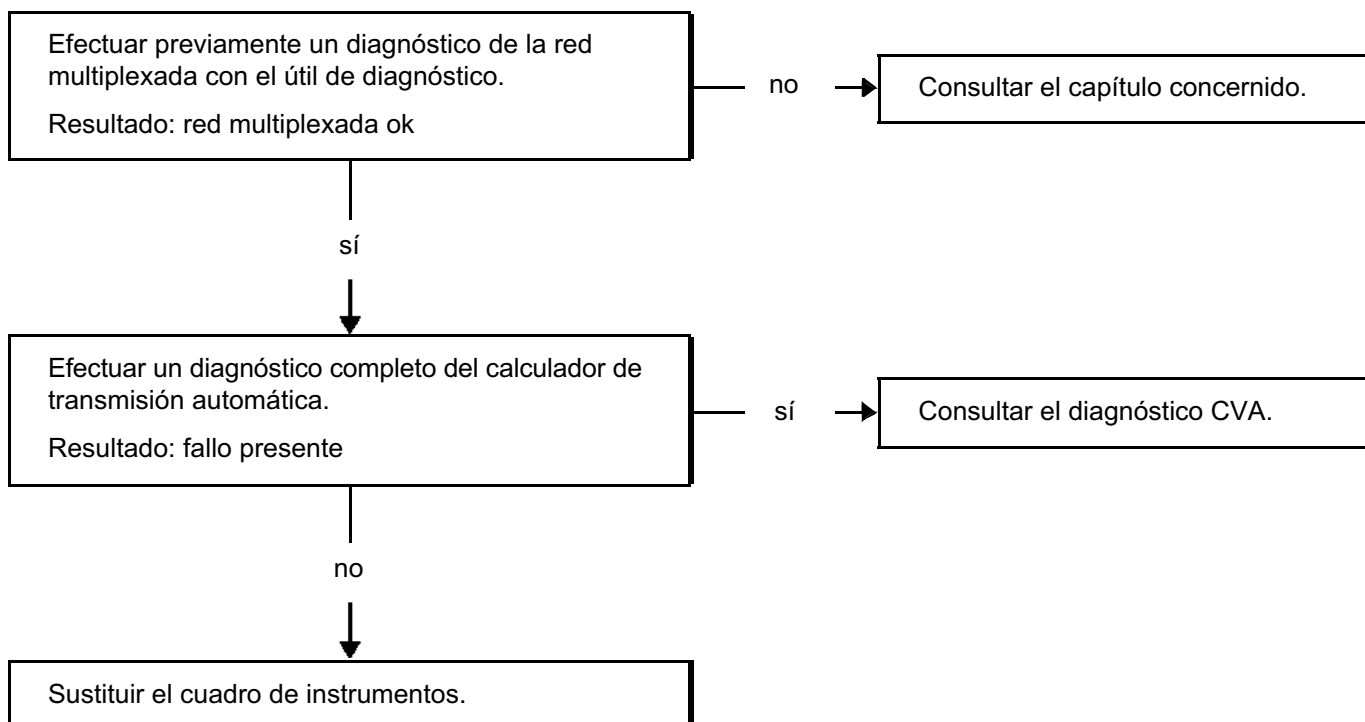 Efectuar previamente un diagnóstico de la red
multiplexada con el útil de diagnóstico.
Resultado: red multiplexada ok
no
Consultar el capítulo concernido.
sí
Efectuar un diagnóstico completo del calculador de
transmisión automática.
Resultado: fallo presente
sí
Consultar el diagnóstico CVA.
no
Sustituir el cuadro de instrumentos.